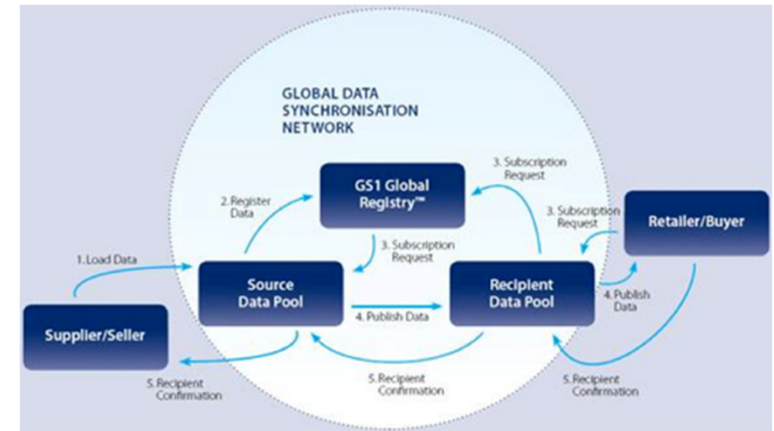 GLOBAL DATA
SYNCHRONISATION
NETWORK
3. Subscription
Request
GS1 Global
Registry™
2.Register
Data
3. Subscription
Request
Retailer/Buyer
3. Subscription
Request
1.Load Data
Source
Data Pool
Recipient
Data Pool
4. Publish Data
4. Publish
Data
Supplier/Seller
5.Recipient
Confirmation
5.Recipient
Confirmation
5.Recipient
Confirmation